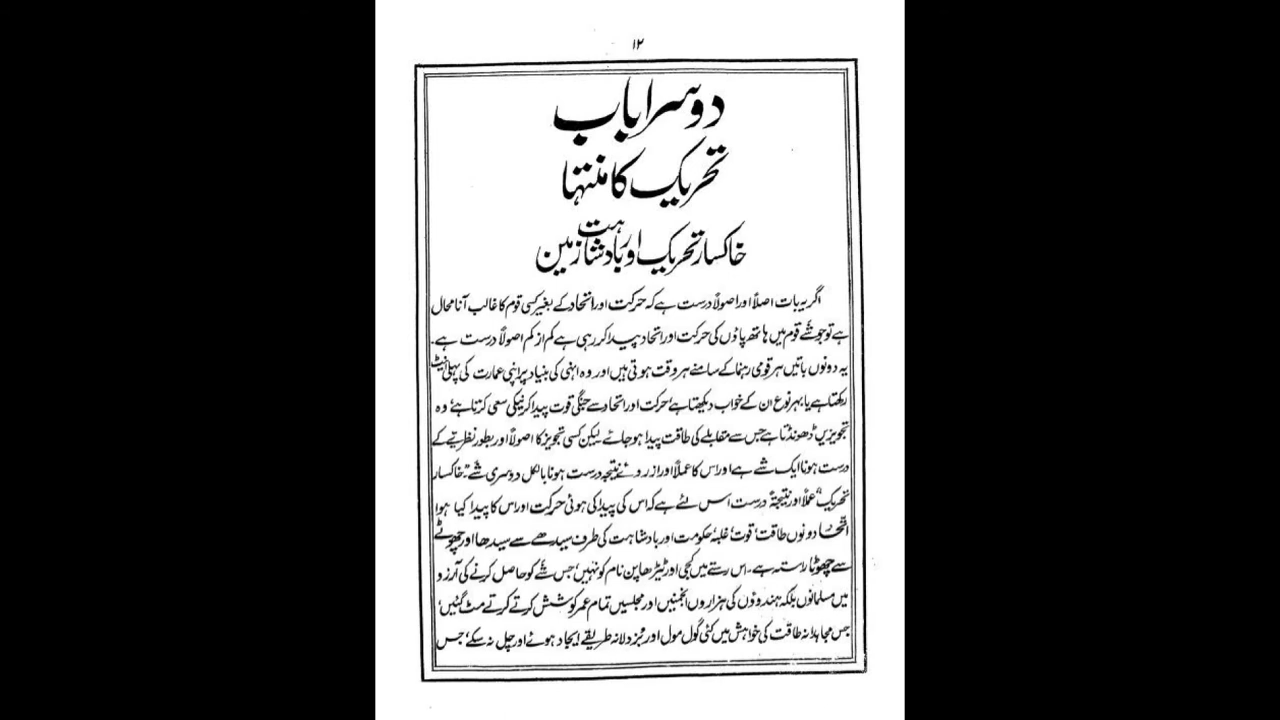 ۱۲
دوسرا باب
تحریک کا منتہا
خاکسار تحریک اور بادشاہت زمین
اگر یہ بات اصلاً اور اصولاً درست ہے کہ حرکت اور اتحاد کے بغیر کسی قوم کا غالب آنا محال
ہے تو جو شے قوم میں ہاتھ پاؤں کی حرکت اور اتحاد پیدا کر رہی ہے کم از کم اصولاً درست ہے۔
یہ دونوں باتیں ہر قومی رہنما کے سامنے ہر وقت ہوتی ہیں اور وہ انہی کی بنیاد پر اپنی عمارت کی پہلی اینٹ
رکھتا ہے یا بہر نوع ان کے خواب دیکھتا ہے، حرکت اور اتحاد سے جنگی قوت پیدا کرنیکی سعی کرتا ہے، وہ
تجویزیں ڈھونڈتا ہے جس سے مقابلے کی طاقت پیدا ہو جائے لیکن کسی تجویز کا اصولاً اور بطور نظریے کے
درست ہونا ایک شے ہے اور اس کا عملاً اور از روئے نتیجہ درست ہونا بالکل دوسری شے۔ "خاکسار
تحریک" عملاً اور نتیجۃً درست اس لئے ہے کہ اس کی پیدا کی ہوئی حرکت اور اس کا پیدا کیا ہوا
اتحاد دونوں طاقت، قوت، غلبہ، حکومت اور بادشاہت کی طرف سیدھے سے سیدھا اور چھوٹے
سے چھوٹا راستہ ہے۔ اس رستے میں کجی اور ٹیڑھا پن نام کو نہیں، جس شے کو حاصل کرنے کی آرزو
میں مسلمانوں بلکہ ہندوؤں کی ہزاروں انجمنیں اور مجلسیں تمام عمر کوشش کرتے کرتے مٹ گئیں،
جس مجاہدانہ طاقت کی خواہش میں کئی گول مول اور بزدلانہ طریقے ایجاد ہوئے اور چل نہ سکے، جس